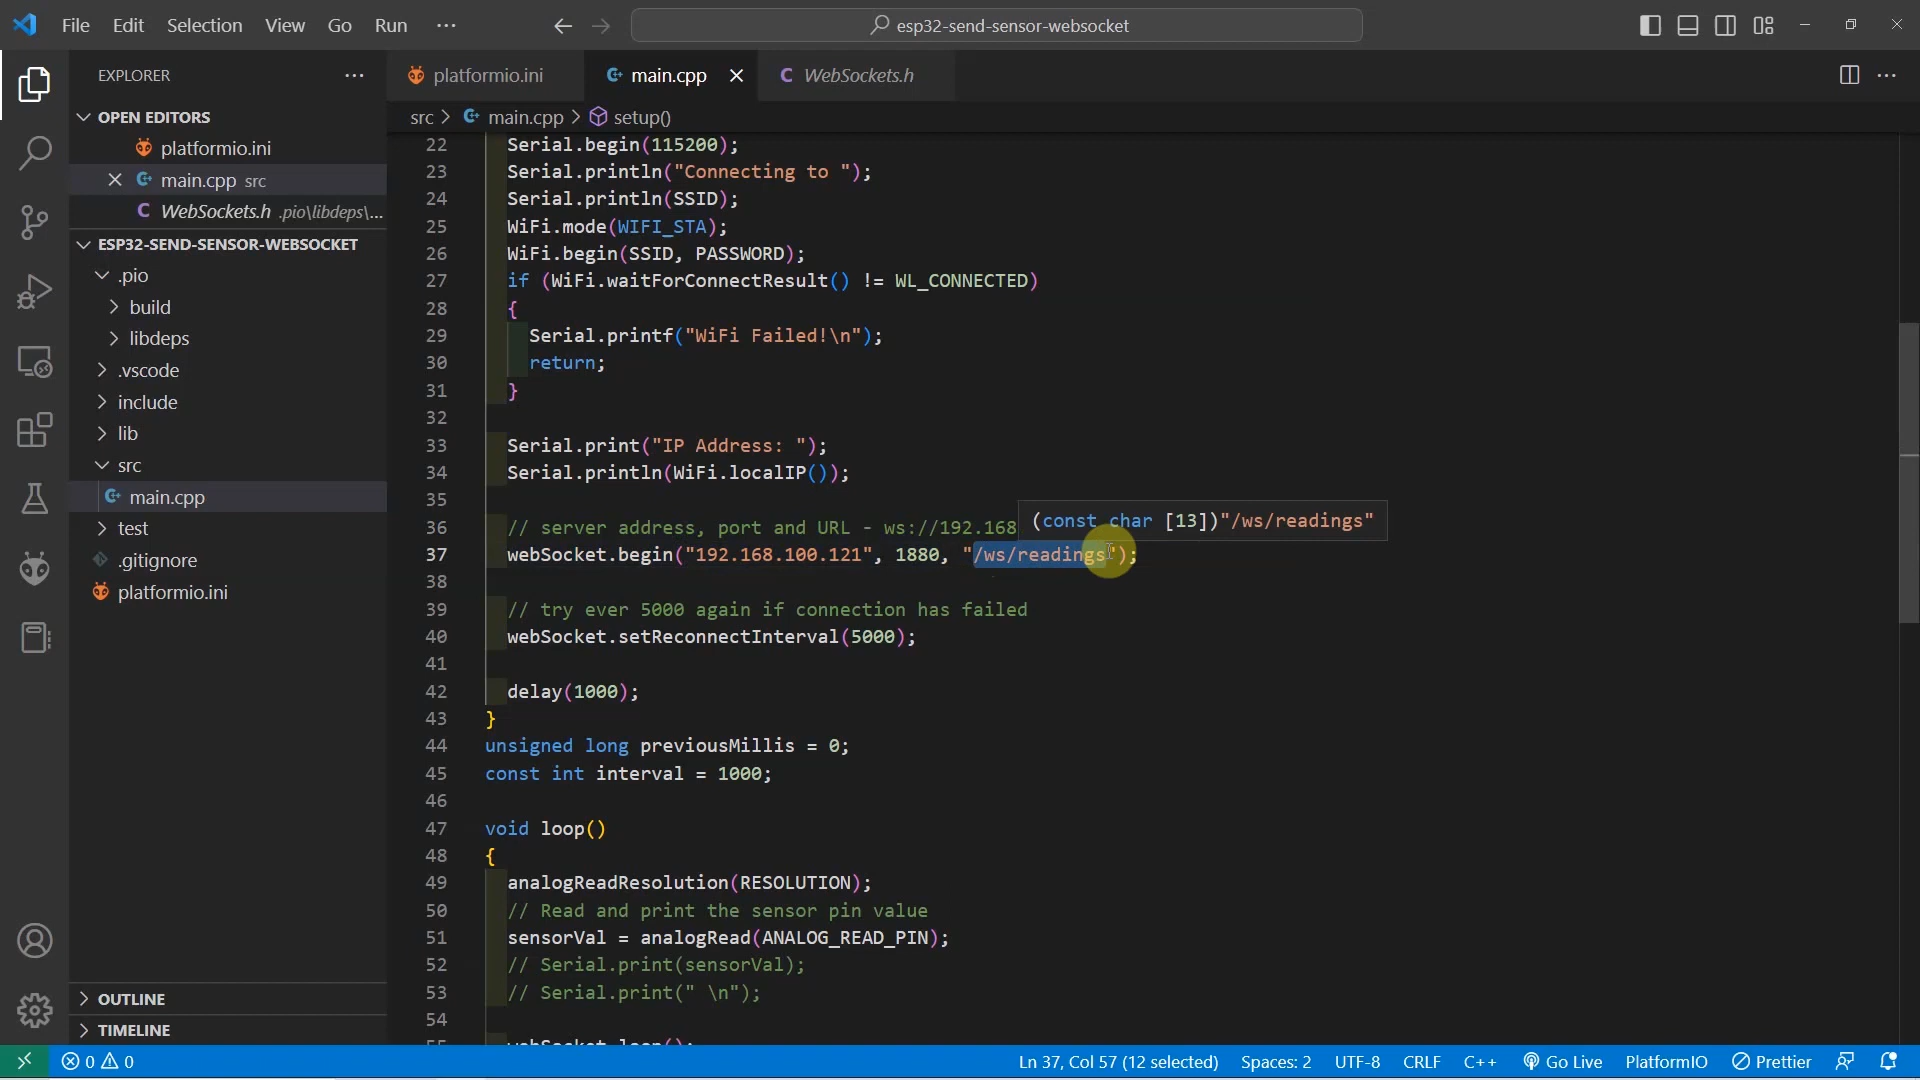 File Edit Selection View Go Run ···
esp32-send-sensor-websocket
EXPLORER ···
OPEN EDITORS
platformio.ini
main.cpp src
WebSockets.h .pio\libdeps\...
ESP32-SEND-SENSOR-WEBSOCKET
.pio
build
libdeps
.vscode
include
lib
src
main.cpp
test
.gitignore
platformio.ini
OUTLINE
TIMELINE
platformio.ini main.cpp WebSockets.h
src > main.cpp > setup()
22 Serial.begin(115200);
23 Serial.println("Connecting to ");
24 Serial.println(SSID);
25 WiFi.mode(WIFI_STA);
26 WiFi.begin(SSID, PASSWORD);
27 if (WiFi.waitForConnectResult() != WL_CONNECTED)
28 {
29 Serial.printf("WiFi Failed!\n");
30 return;
31 }
32
33 Serial.print("IP Address: ");
34 Serial.println(WiFi.localIP());
35
(const char [13])"/ws/readings"
36 // server address, port and URL - ws://192.168
37 webSocket.begin("192.168.100.121", 1880, "/ws/readings");
38
39 // try ever 5000 again if connection has failed
40 webSocket.setReconnectInterval(5000);
41
42 delay(1000);
43 }
44 unsigned long previousMillis = 0;
45 const int interval = 1000;
46
47 void loop()
48 {
49 analogReadResolution(RESOLUTION);
50 // Read and print the sensor pin value
51 sensorVal = analogRead(ANALOG_READ_PIN);
52 // Serial.print(sensorVal);
53 // Serial.print(" \n");
54
0 0 Ln 37, Col 57 (12 selected) Spaces: 2 UTF-8 CRLF C++ Go Live PlatformIO Prettier